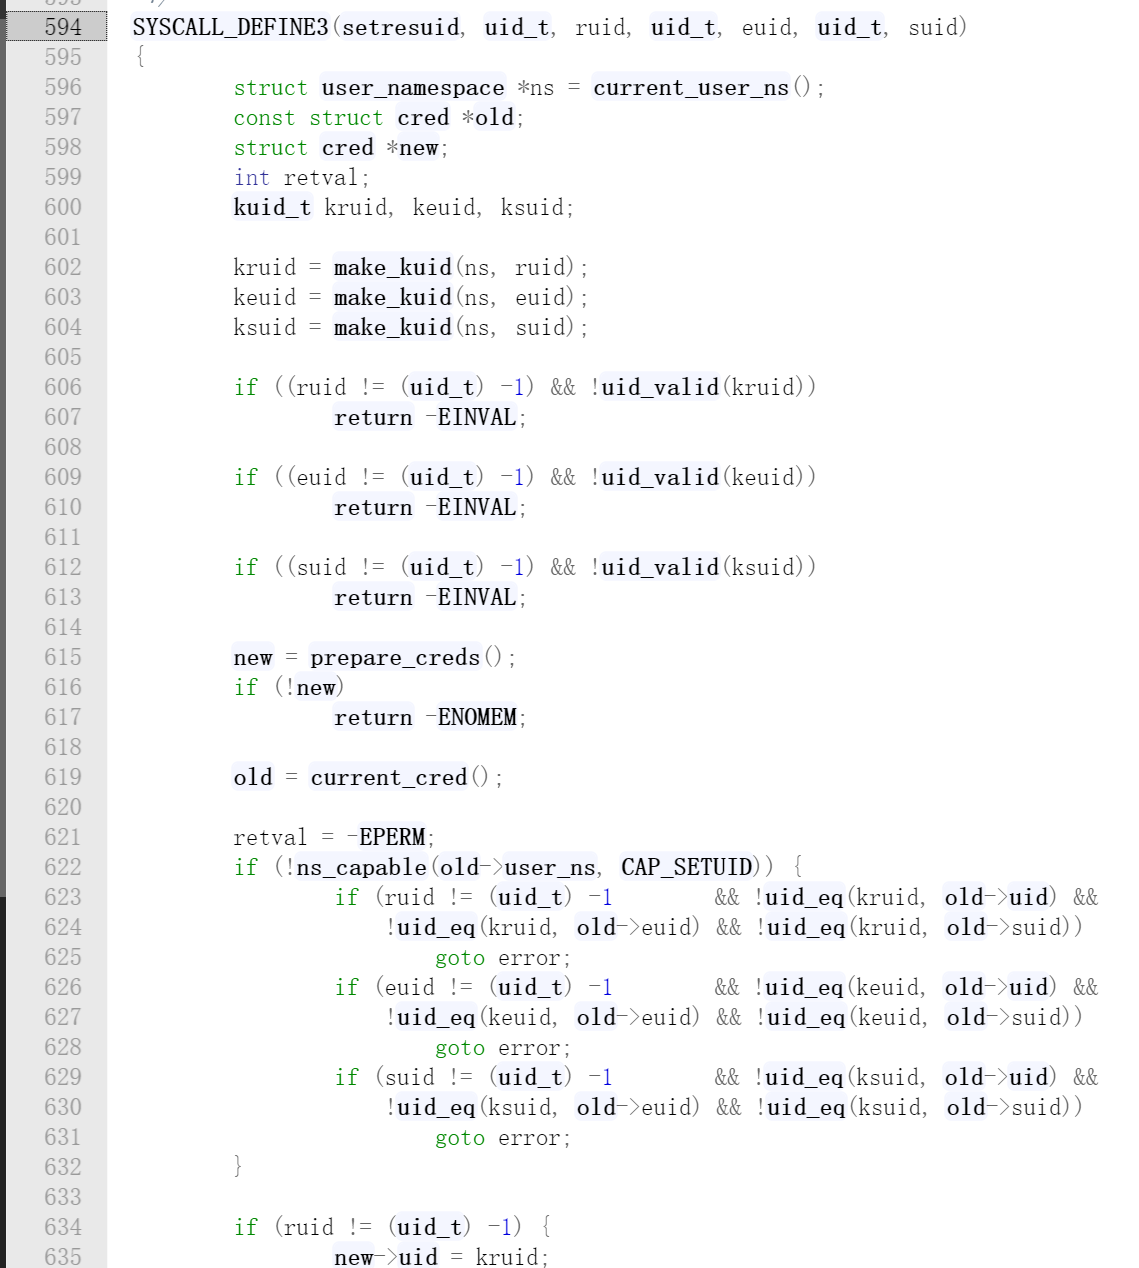 594 SYSCALL_DEFINE3(setresuid, uid_t, ruid, uid_t, euid, uid_t, suid)
595 {
596 struct user_namespace *ns = current_user_ns();
597 const struct cred *old;
598 struct cred *new;
599 int retval;
600 kuid_t kruid, keuid, ksuid;
601
602 kruid = make_kuid(ns, ruid);
603 keuid = make_kuid(ns, euid);
604 ksuid = make_kuid(ns, suid);
605
606 if ((ruid != (uid_t) -1) && !uid_valid(kruid))
607 return -EINVAL;
608
609 if ((euid != (uid_t) -1) && !uid_valid(keuid))
610 return -EINVAL;
611
612 if ((suid != (uid_t) -1) && !uid_valid(ksuid))
613 return -EINVAL;
614
615 new = prepare_creds();
616 if (!new)
617 return -ENOMEM;
618
619 old = current_cred();
620
621 retval = -EPERM;
622 if (!ns_capable(old->user_ns, CAP_SETUID)) {
623 if (ruid != (uid_t) -1 && !uid_eq(kruid, old->uid) &&
624 !uid_eq(kruid, old->euid) && !uid_eq(kruid, old->suid))
625 goto error;
626 if (euid != (uid_t) -1 && !uid_eq(keuid, old->uid) &&
627 !uid_eq(keuid, old->euid) && !uid_eq(keuid, old->suid))
628 goto error;
629 if (suid != (uid_t) -1 && !uid_eq(ksuid, old->uid) &&
630 !uid_eq(ksuid, old->euid) && !uid_eq(ksuid, old->suid))
631 goto error;
632 }
633
634 if (ruid != (uid_t) -1) {
635 new->uid = kruid;